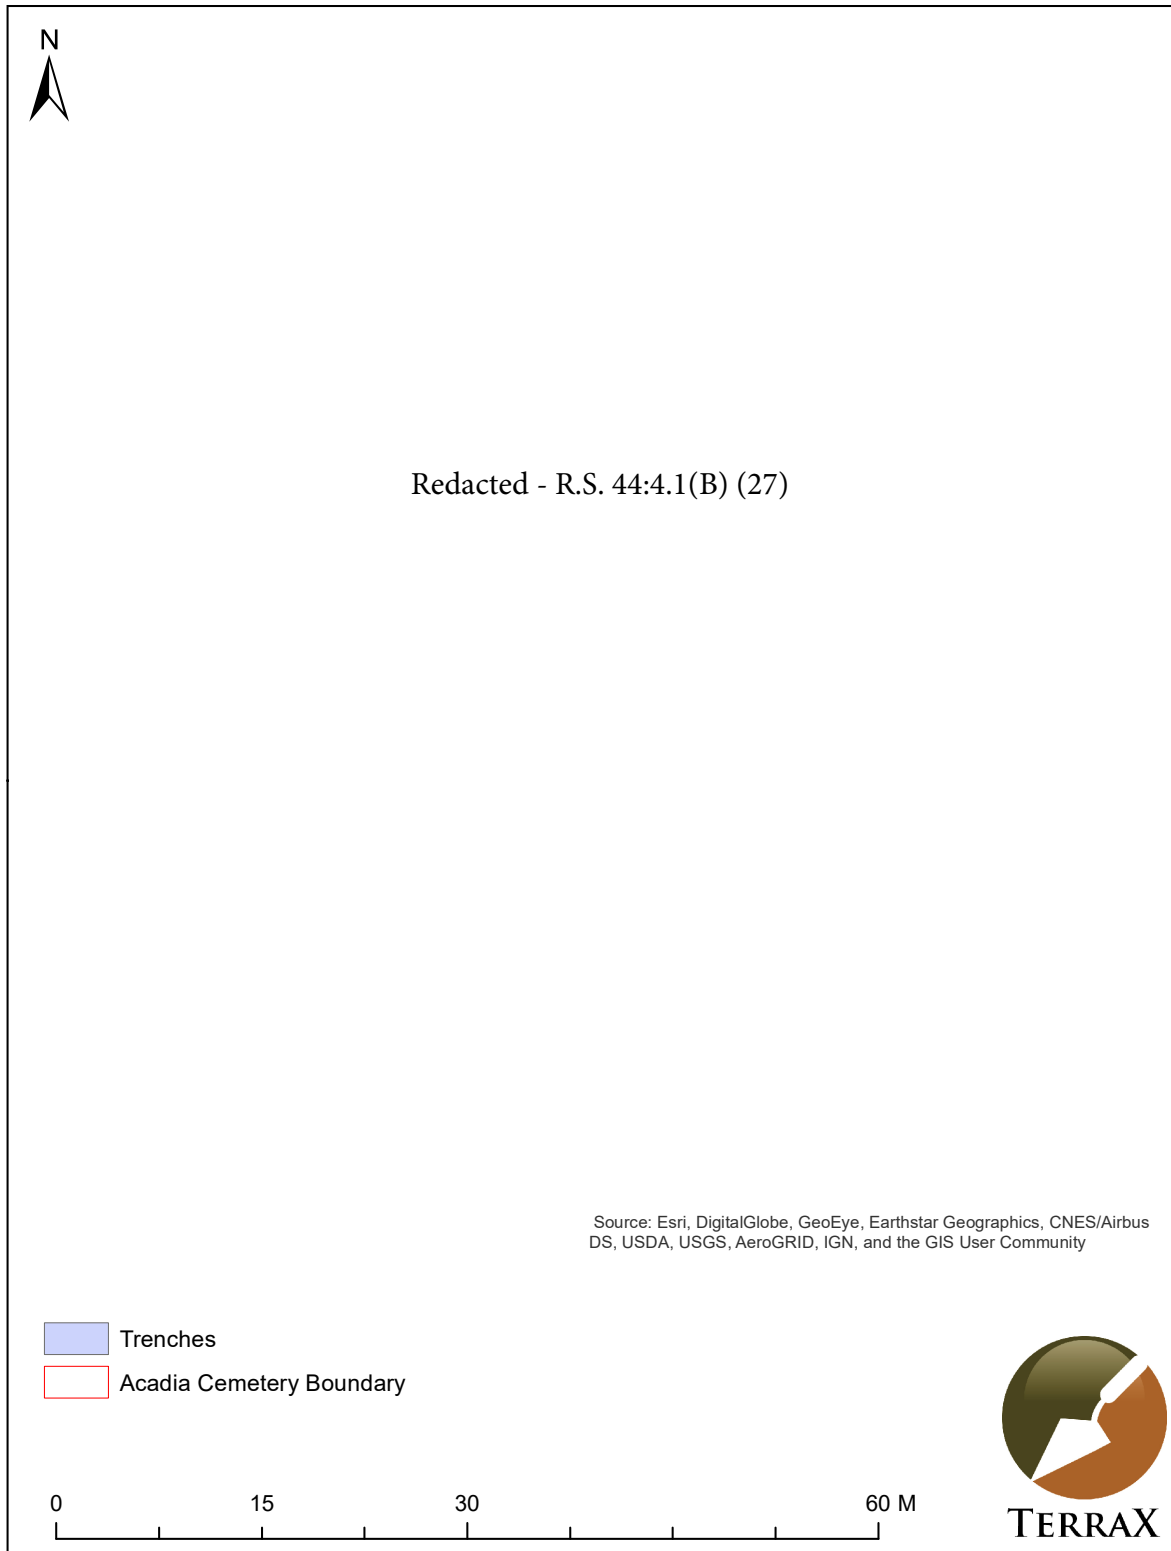 N
Redacted - R.S. 44:4.1(B) (27)
Source: Esri, DigitalGlobe, GeoEye, Earthstar Geographics, CNES/Airbus
DS, USDA, USGS, AeroGRID, IGN, and the GIS User Community
Trenches
Acadia Cemetery Boundary
0 15 30 60 M
TERRAX